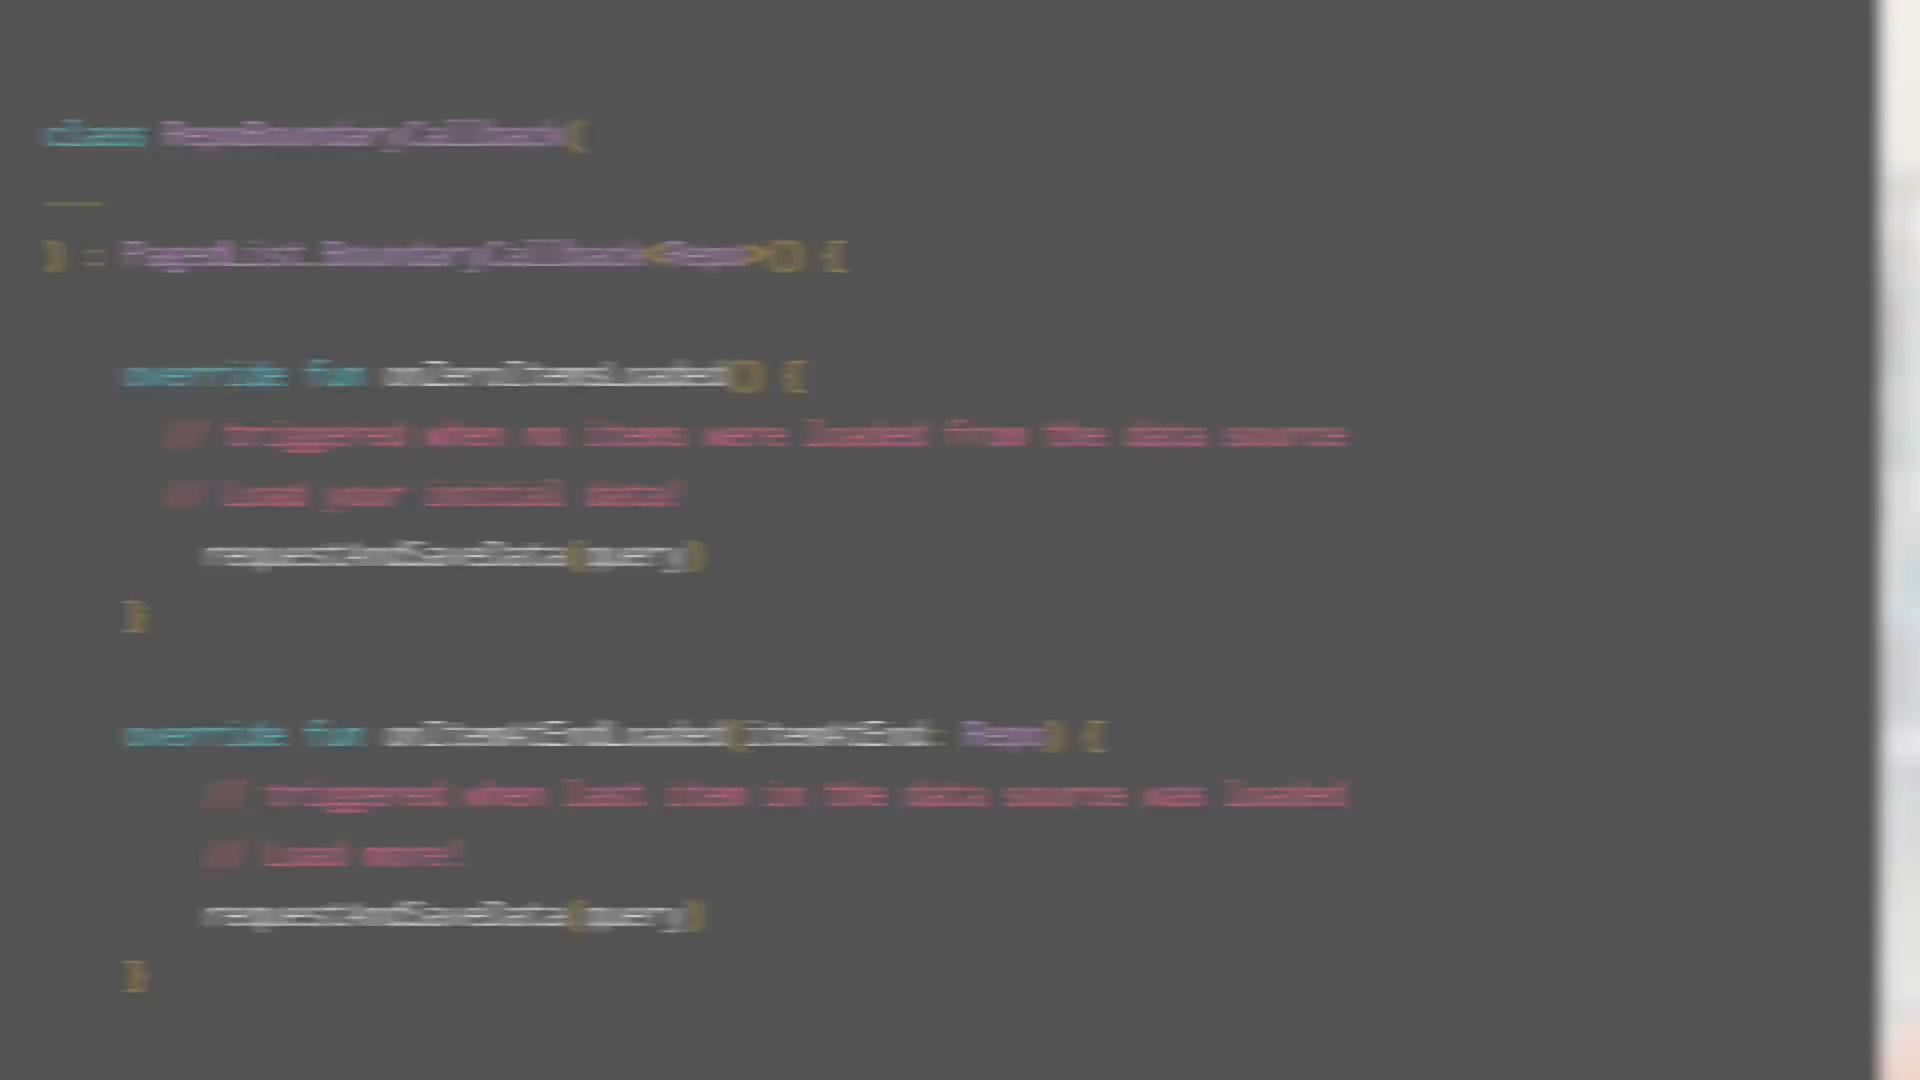 class RepoBoundaryCallback(
...
) : PagedList.BoundaryCallback<Repo>() {
override fun onZeroItemsLoaded() {
// triggered when no items were loaded from the data source
// Load your initial data!
requestAndSaveData(query)
}
override fun onItemAtEndLoaded(itemAtEnd: Repo) {
// triggered when last item in the data source was loaded
// Load more!
requestAndSaveData(query)
}